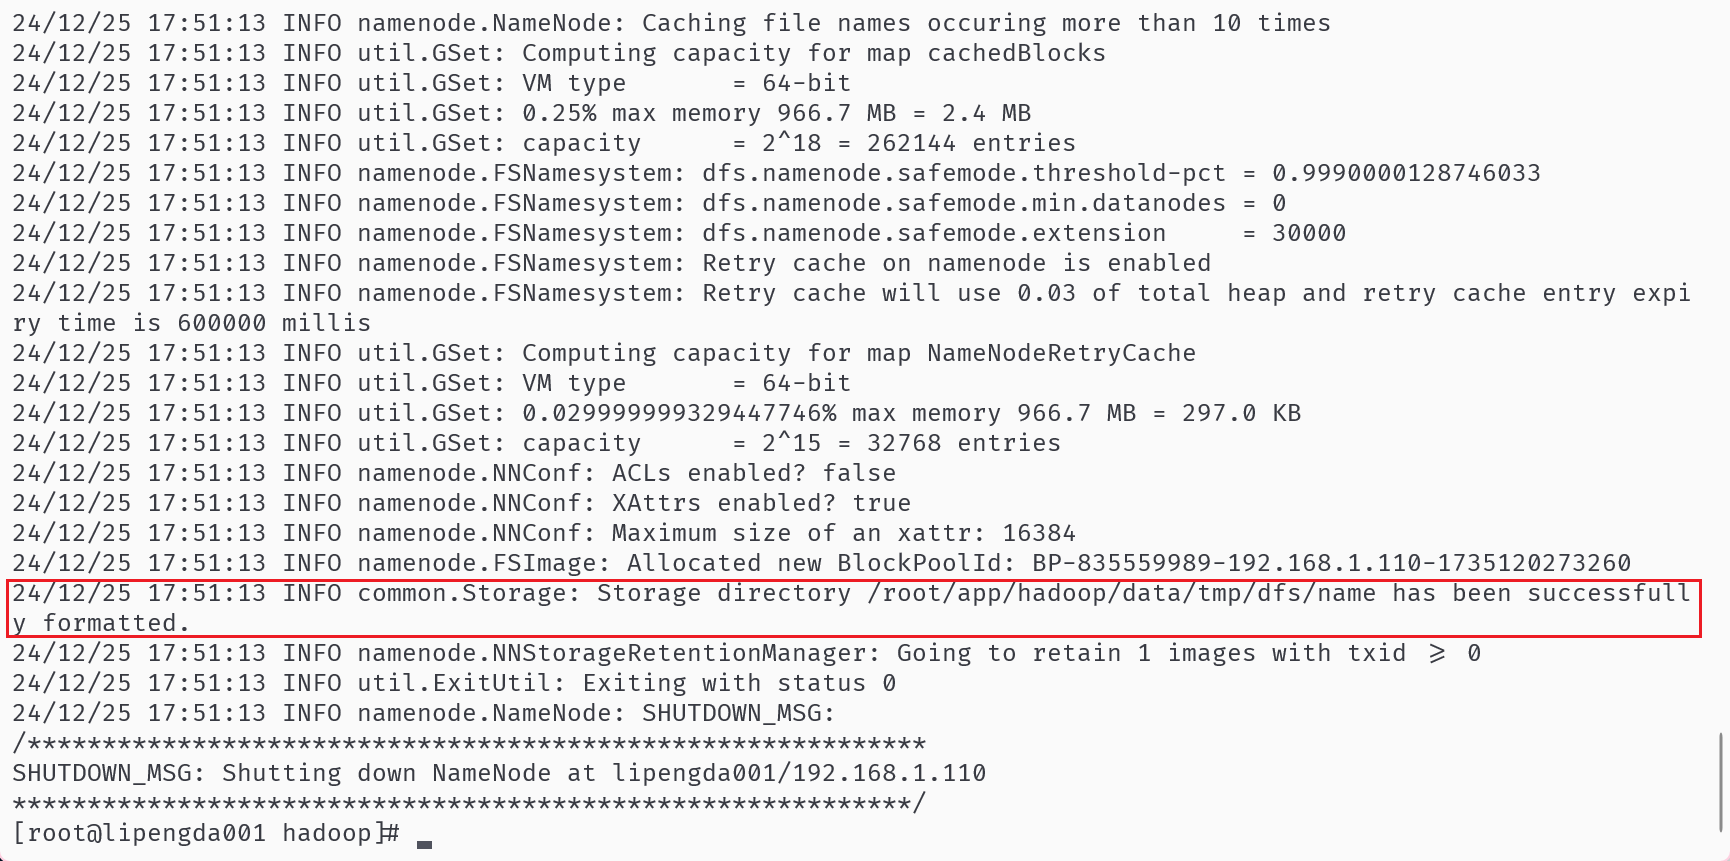 24/12/25 17:51:13 INFO namenode.NameNode: Caching file names occuring more than 10 times
24/12/25 17:51:13 INFO util.GSet: Computing capacity for map cachedBlocks
24/12/25 17:51:13 INFO util.GSet: VM type       = 64-bit
24/12/25 17:51:13 INFO util.GSet: 0.25% max memory 966.7 MB = 2.4 MB
24/12/25 17:51:13 INFO util.GSet: capacity      = 2^18 = 262144 entries
24/12/25 17:51:13 INFO namenode.FSNamesystem: dfs.namenode.safemode.threshold-pct = 0.9990000128746033
24/12/25 17:51:13 INFO namenode.FSNamesystem: dfs.namenode.safemode.min.datanodes = 0
24/12/25 17:51:13 INFO namenode.FSNamesystem: dfs.namenode.safemode.extension     = 30000
24/12/25 17:51:13 INFO namenode.FSNamesystem: Retry cache on namenode is enabled
24/12/25 17:51:13 INFO namenode.FSNamesystem: Retry cache will use 0.03 of total heap and retry cache entry expi
ry time is 600000 millis
24/12/25 17:51:13 INFO util.GSet: Computing capacity for map NameNodeRetryCache
24/12/25 17:51:13 INFO util.GSet: VM type       = 64-bit
24/12/25 17:51:13 INFO util.GSet: 0.029999999329447746% max memory 966.7 MB = 297.0 KB
24/12/25 17:51:13 INFO util.GSet: capacity      = 2^15 = 32768 entries
24/12/25 17:51:13 INFO namenode.NNConf: ACLs enabled? false
24/12/25 17:51:13 INFO namenode.NNConf: XAttrs enabled? true
24/12/25 17:51:13 INFO namenode.NNConf: Maximum size of an xattr: 16384
24/12/25 17:51:13 INFO namenode.FSImage: Allocated new BlockPoolId: BP-835559989-192.168.1.110-1735120273260
24/12/25 17:51:13 INFO common.Storage: Storage directory /root/app/hadoop/data/tmp/dfs/name has been successfull
y formatted.
24/12/25 17:51:13 INFO namenode.NNStorageRetentionManager: Going to retain 1 images with txid >= 0
24/12/25 17:51:13 INFO util.ExitUtil: Exiting with status 0
24/12/25 17:51:13 INFO namenode.NameNode: SHUTDOWN_MSG:
/************************************************************
SHUTDOWN_MSG: Shutting down NameNode at lipengda001/192.168.1.110
************************************************************/
[root@lipengda001 hadoop]#